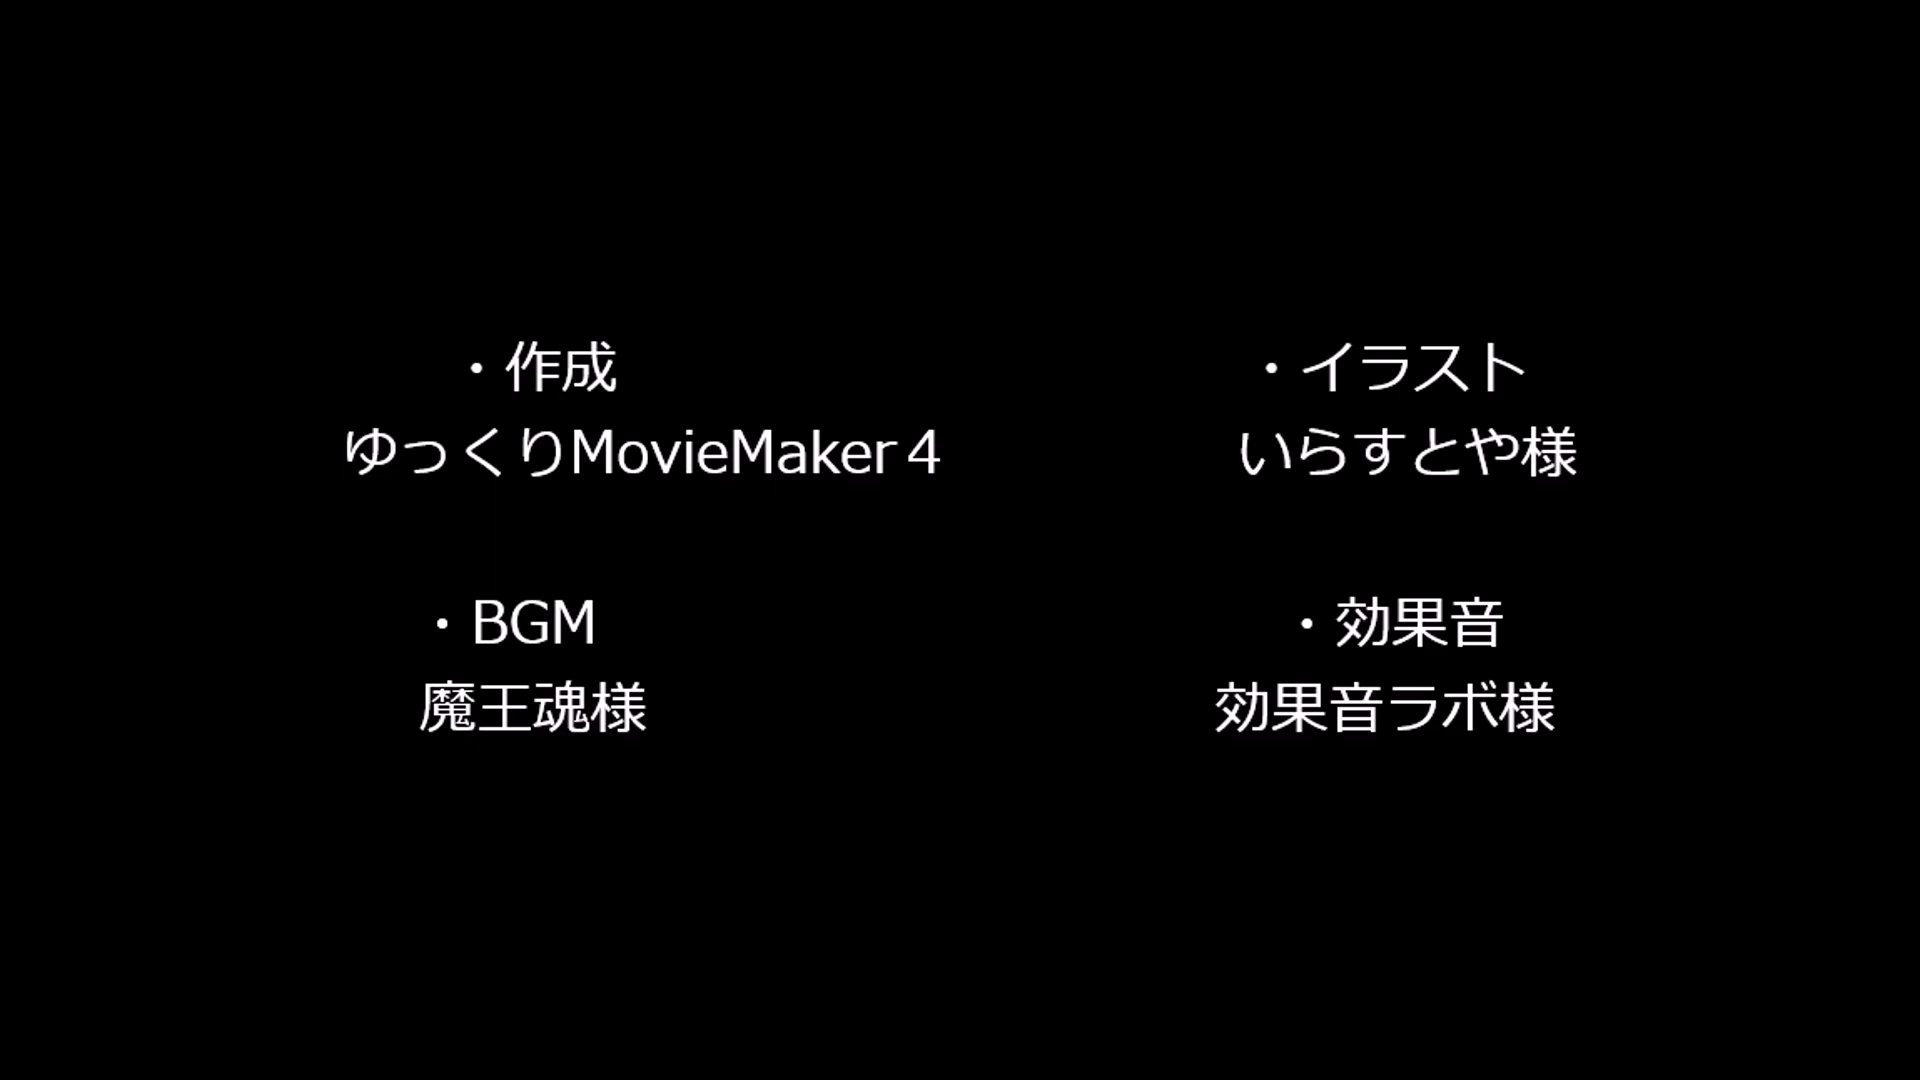 ・作成
ゆっくりMovieMaker４
・イラスト
いらすとや様
・BGM
魔王魂様
・効果音
効果音ラボ様